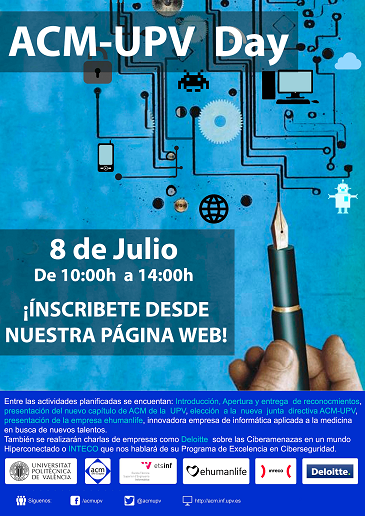 ACM-UPV Day
8 de Julio
De 10:00h a 14:00h
¡ÍNSCRIBETE DESDE
NUESTRA PÁGINA WEB!
Entre las actividades planificadas se encuentan: Introducción, Apertura y entrega de reconocmientos,
presentación del nuevo capítulo de ACM de la UPV, elección a la nueva junta directiva ACM-UPV,
presentación de la empresa ehumanlife, innovadora empresa de informática aplicada a la medicina
en busca de nuevos talentos.
También se realizarán charlas de empresas como Deloitte sobre las Ciberamenazas en un mundo
Hiperconectado o INTECO que nos hablará de su Programa de Excelencia en Ciberseguridad.
UNIVERSITAT
POLITÈCNICA
DE VALÈNCIA
acm
etsinf
ehumanlife
inteco
Deloitte.
Síguenos:
/acmupv
@acmupv
http://acm.inf.upv.es